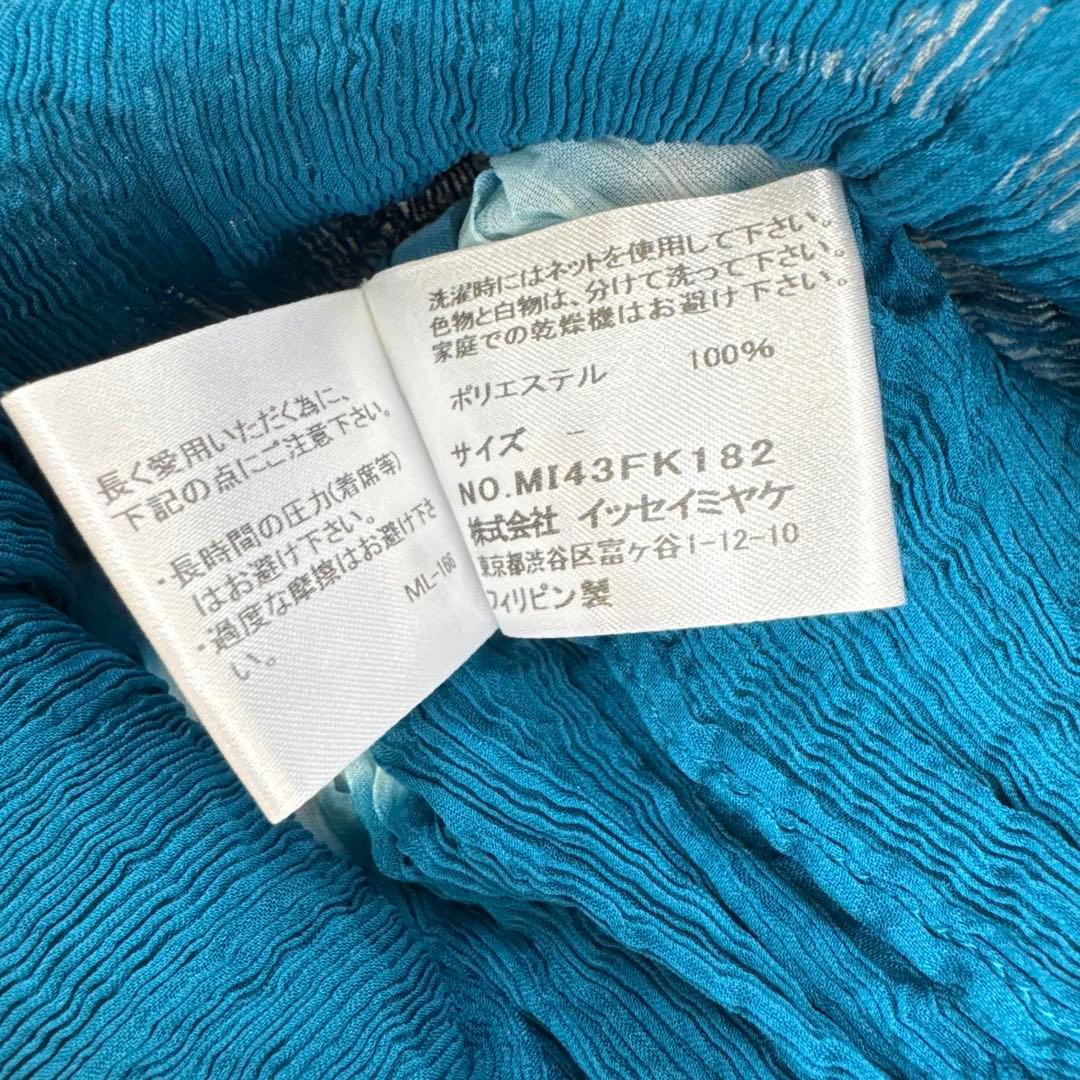 長く愛用いただく為に、
下記の点にご注意下さい。
・長時間の圧力(着席等)
はお避け下さい。
・過度な摩擦はお避け下さ
い。
ML-166
洗濯時にはネットを使用して下さい。
色物と白物は、分けて洗って下さい。
家庭での乾燥機はお避け下さい。
ポリエステル 100%
サイズ -
NO.MI43FK182
株式会社 イッセイミヤケ
東京都渋谷区富ケ谷1-12-10
フィリピン製